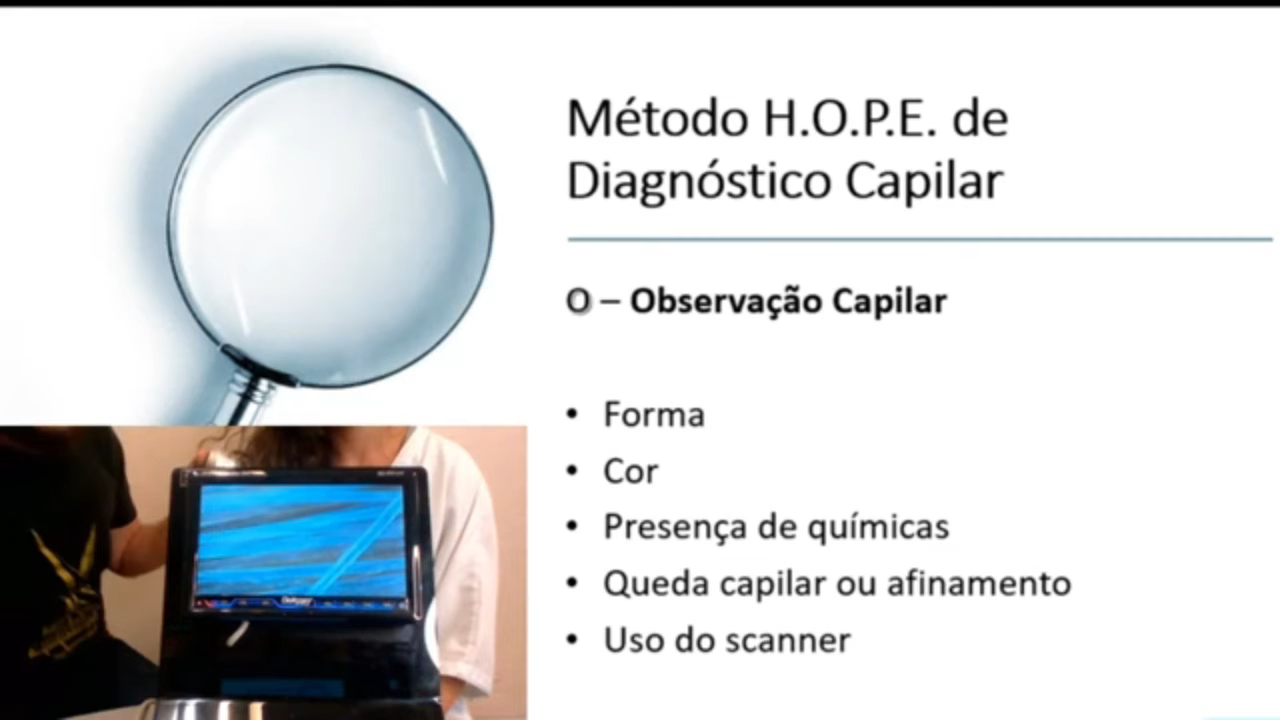 Método H.O.P.E. de
Diagnóstico Capilar
O – Observação Capilar
• Forma
• Cor
• Presença de químicas
• Queda capilar ou afinamento
• Uso do scanner